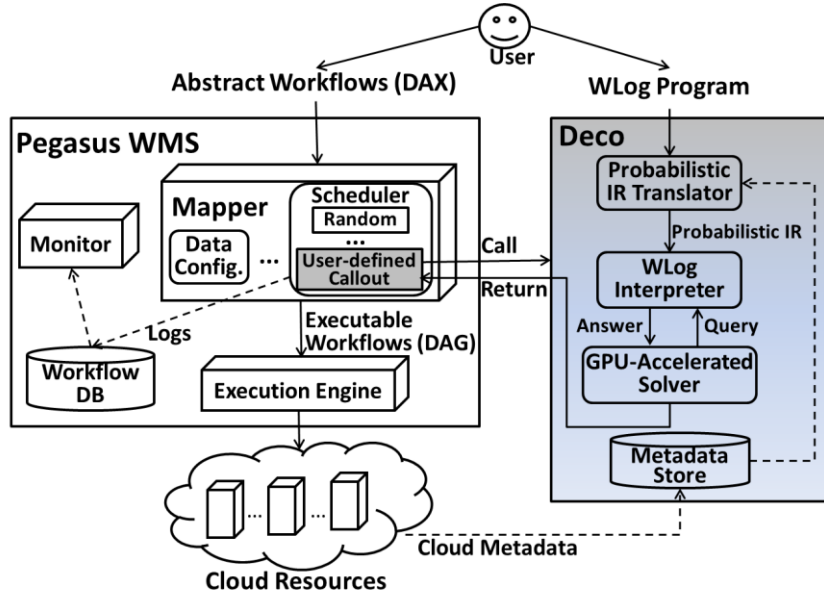 User
Abstract Workflows (DAX)
WLog Program
Pegasus WMS
Deco
Mapper
Scheduler
Random
...
User-defined
Callout
Data
Config.
...
Monitor
Logs
Workflow
DB
Executable
Workflows (DAG)
Execution Engine
Call
Return
Probabilistic
IR Translator
Probabilistic IR
WLog
Interpreter
Answer
Query
GPU-Accelerated
Solver
Metadata
Store
... ... ...
Cloud Metadata
Cloud Resources